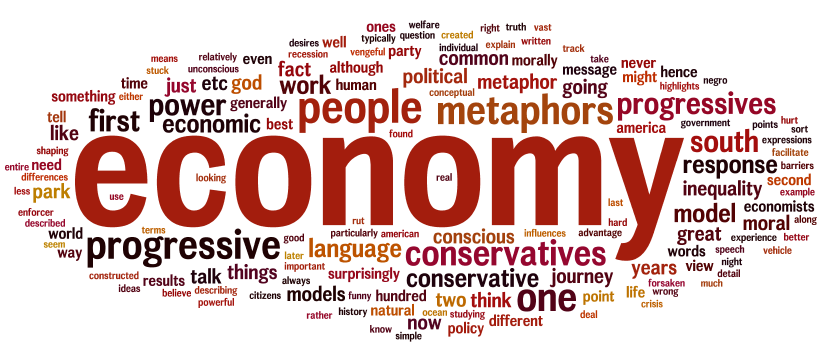 ones welfare
typically question created right truth vast
desires well vengeful party individual explain written
means relatively even recession common morally track
stuck unconscious fact although political message take never
time just etc god work human conceptual metaphor going might hence negro
something either power generally people metaphors highlights progressives
tell first economic best found america government points hurt
like south sort
shaping economy expressions
entire need response facilitate
differences looking real inequality barriers
less park use second
example
enforcer last model economists
described rut hard moral along
world terms particularly american influences advantage great experience better
seem progressive good language conscious words speech vehicle
way later conservatives night
constructed results talk things important surprisingly conservative journey years view detail
ideas believe describing always forsaken much
powerful citizens models funny hundred two think one point life wrong
crisis
rather history natural ocean studying different deal
know now policy
simple